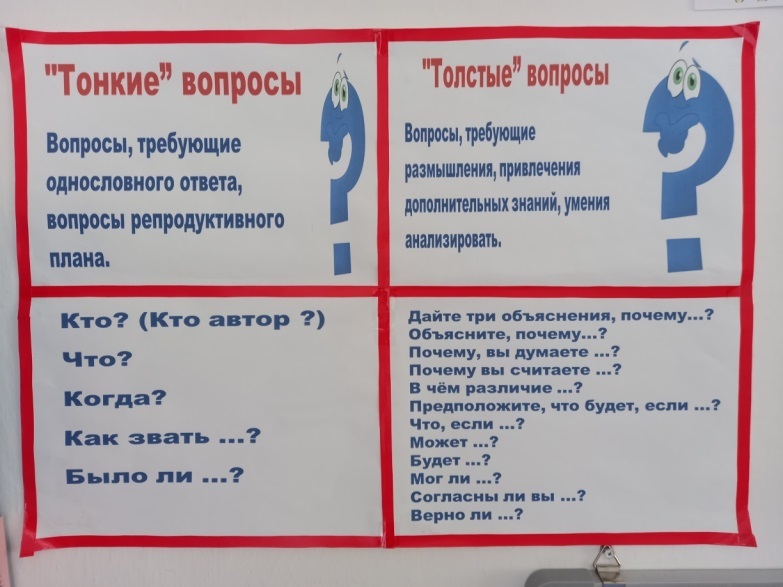 "Тонкие” вопросы
Вопросы, требующие
однословного ответа,
вопросы репродуктивного
плана.
"Толстые” вопросы
Вопросы, требующие
размышления, привлечения
дополнительных знаний, умения
анализировать.
Кто? (Кто автор ?)
Что?
Когда?
Как звать ...?
Было ли ...?
Дайте три объяснения, почему...?
Объясните, почему...?
Почему, вы думаете ...?
Почему вы считаете ...?
В чём различие ...?
Предположите, что будет, если ...?
Что, если ...?
Может ...?
Будет ...?
Мог ли ...?
Согласны ли вы ...?
Верно ли ...?